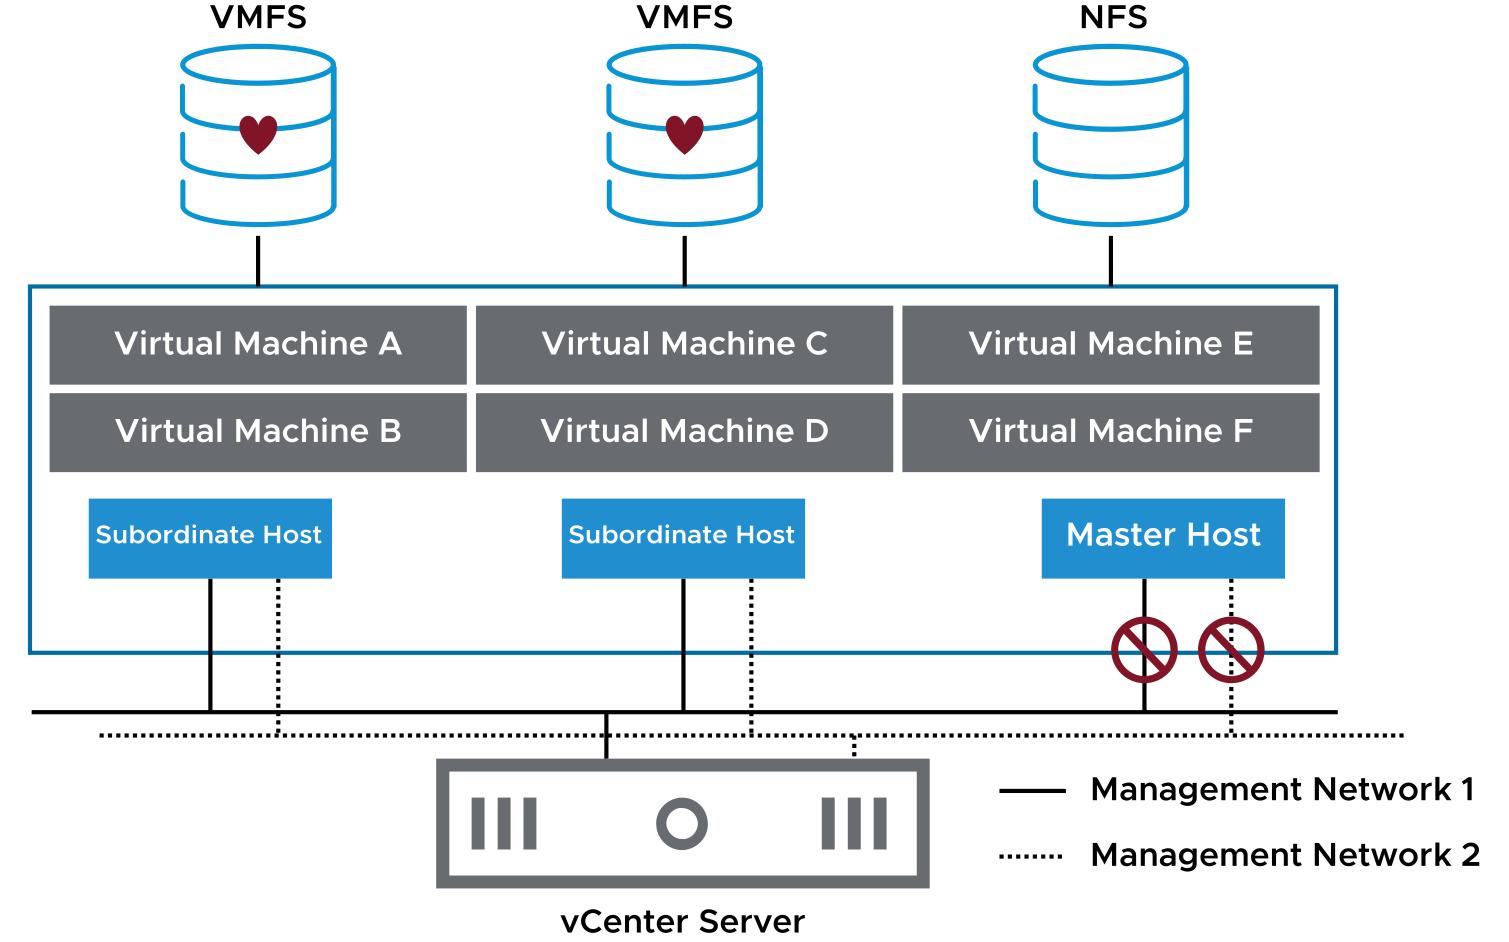 VMFS
VMFS
NFS
Virtual Machine A
Virtual Machine C
Virtual Machine E
Virtual Machine B
Virtual Machine D
Virtual Machine F
Subordinate Host
Subordinate Host
Master Host
Management Network 1
Management Network 2
vCenter Server